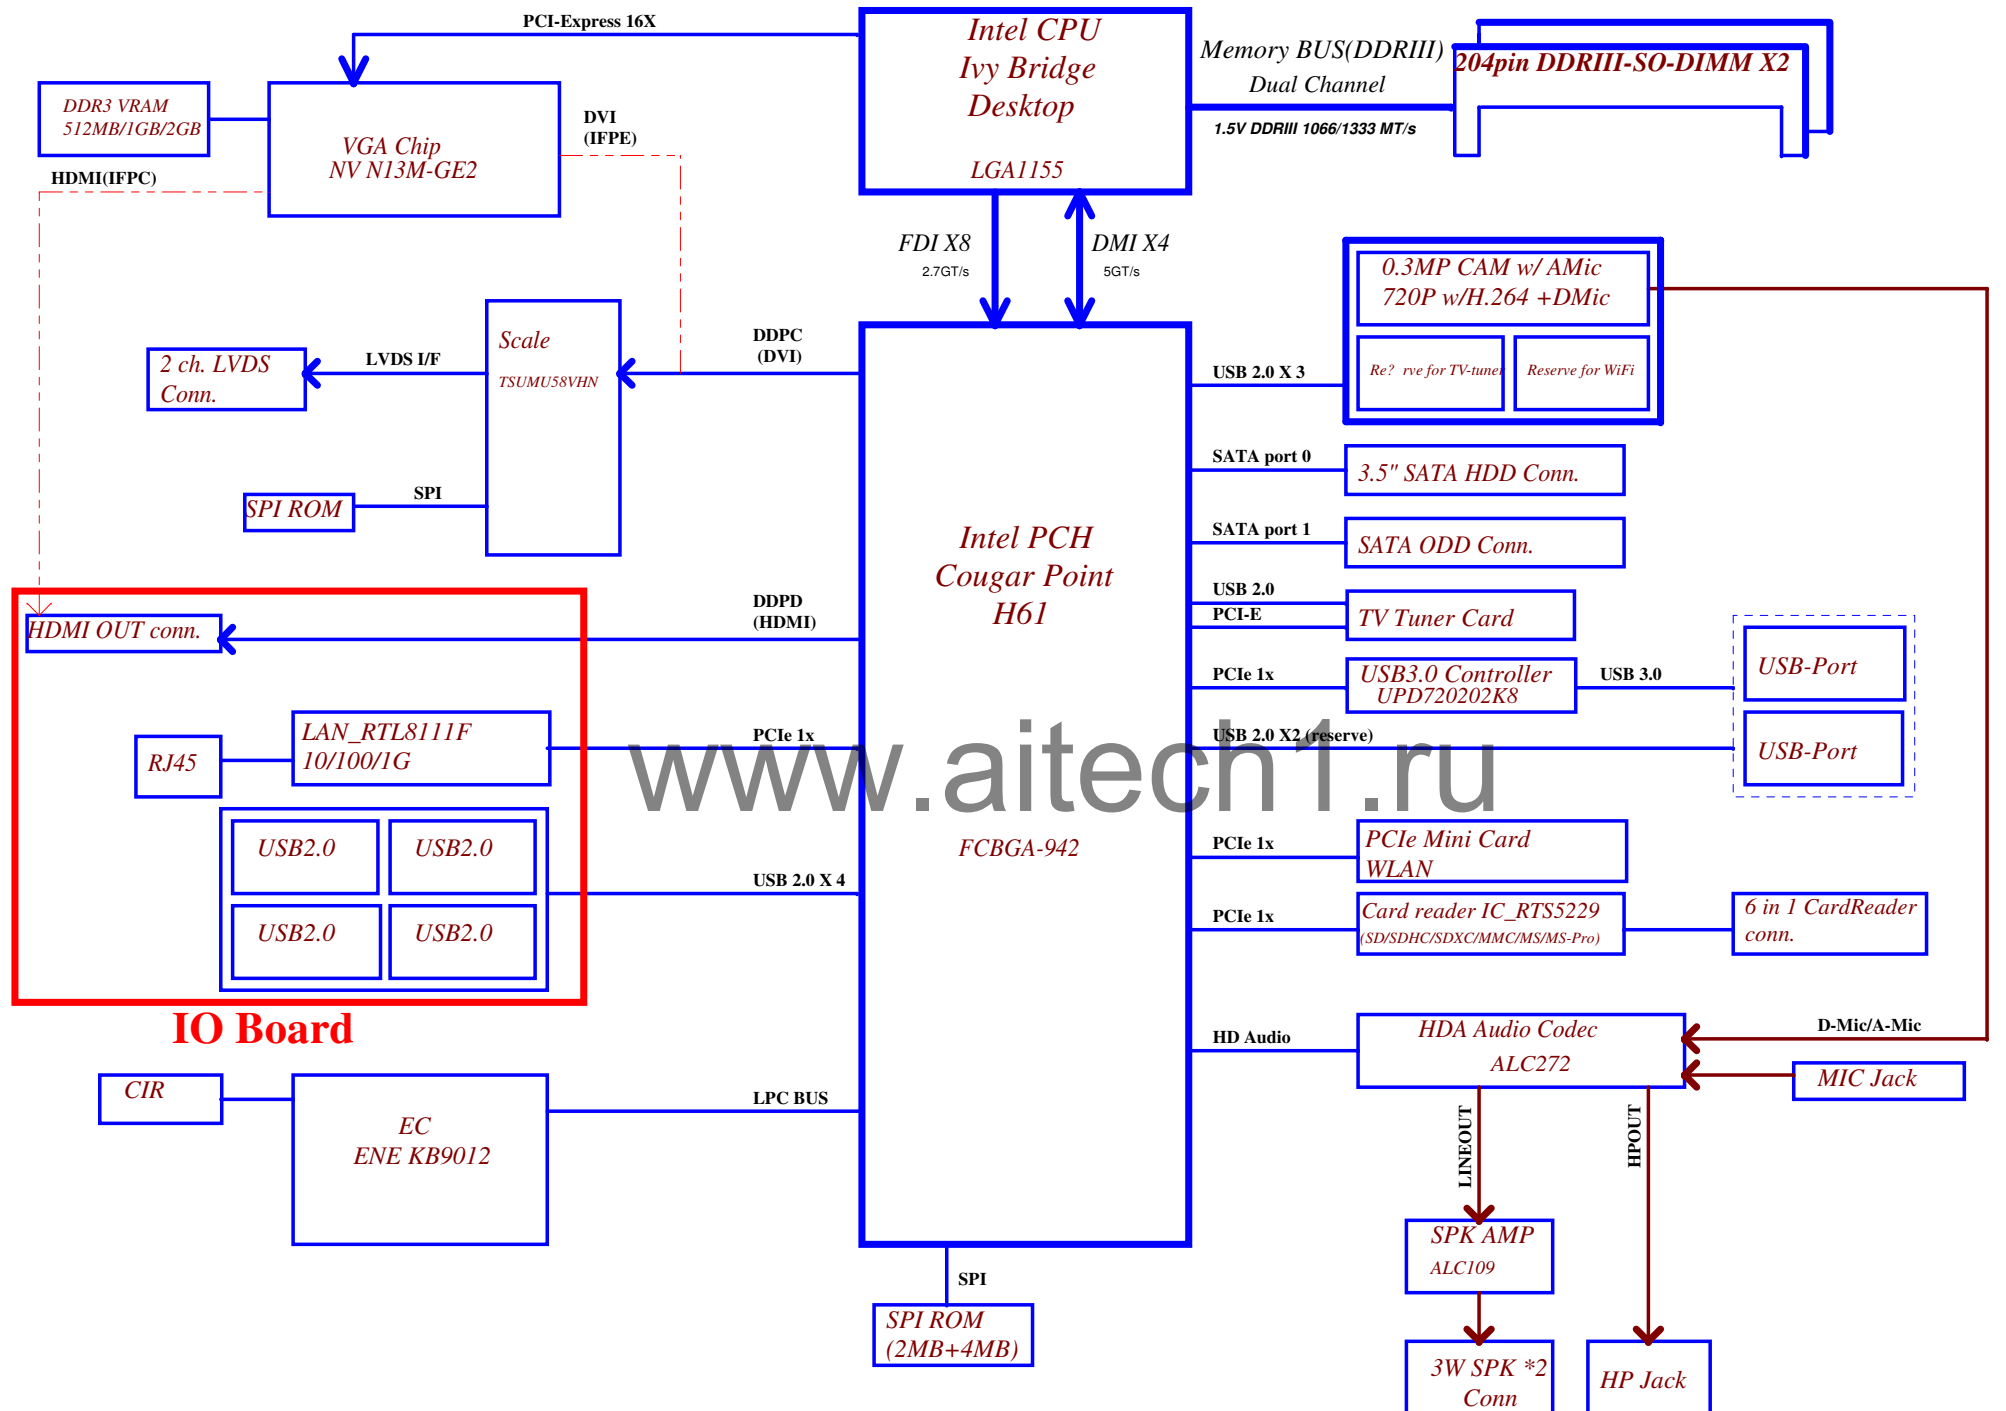 PCI-Express 16X
Intel CPU
Ivy Bridge
Desktop
LGA1155
Memory BUS(DDRIII)
Dual Channel
1.5V DDRIII 1066/1333 MT/s
204pin DDRIII-SO-DIMM X2
DDR3 VRAM
512MB/1GB/2GB
VGA Chip
NV N13M-GE2
DVI
(IFPE)
HDMI(IFPC)
FDI X8
2.7GT/s
DMI X4
5GT/s
0.3MP CAM w/ AMic
720P w/H.264 +DMic
Re? rve for TV-tuner
Reserve for WiFi
USB 2.0 X 3
Scale
TSUMU58VHN
DDPC
(DVI)
LVDS I/F
2 ch. LVDS
Conn.
SPI
SPI ROM
SATA port 0
3.5" SATA HDD Conn.
SATA port 1
SATA ODD Conn.
Intel PCH
Cougar Point
H61
FCBGA-942
USB 2.0
PCI-E
TV Tuner Card
DDPD
(HDMI)
HDMI OUT conn.
PCIe 1x
USB3.0 Controller
UPD720202K8
USB 3.0
USB-Port
USB-Port
USB 2.0 X2 (reserve)
LAN_RTL8111F
10/100/1G
PCIe 1x
RJ45
www.aitech1.ru
USB2.0
USB2.0
USB2.0
USB2.0
USB 2.0 X 4
PCIe 1x
PCIe Mini Card
WLAN
PCIe 1x
Card reader IC_RTS5229
(SD/SDHC/SDXC/MMC/MS/MS-Pro)
6 in 1 CardReader
conn.
IO Board
HD Audio
HDA Audio Codec
ALC272
D-Mic/A-Mic
MIC Jack
CIR
EC
ENE KB9012
LPC BUS
LINEOUT
HPOUT
SPK AMP
ALC109
SPI
SPI ROM
(2MB+4MB)
3W SPK *2
Conn
HP Jack